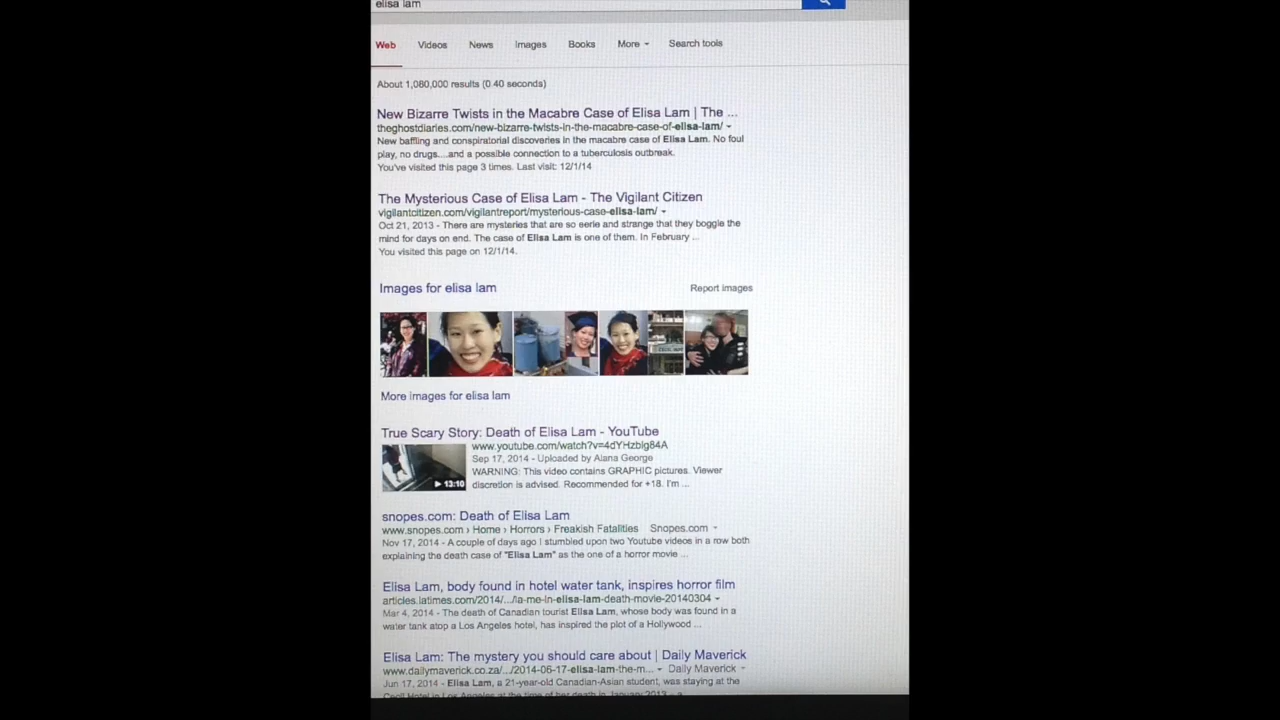 elisa lam
Web Videos News Images Books More Search tools
About 1,080,000 results (0.40 seconds)
New Bizarre Twists in the Macabre Case of Elisa Lam | The ...
theghostdiaries.com/new-bizarre-twists-in-the-macabre-case-of-elisa-lam/
New baffling and conspiratorial discoveries in the macabre case of Elisa Lam. No foul
play, no drugs....and a possible connection to a tuberculosis outbreak.
You've visited this page 3 times. Last visit: 12/1/14
The Mysterious Case of Elisa Lam - The Vigilant Citizen
vigilantcitizen.com/vigilantreport/mysterious-case-elisa-lam/
Oct 21, 2013 - There are mysteries that are so eerie and strange that they boggle the
mind for days on end. The case of Elisa Lam is one of them. In February ...
You visited this page on 12/1/14.
Images for elisa lam Report images
More images for elisa lam
True Scary Story: Death of Elisa Lam - YouTube
www.youtube.com/watch?v=4dYHzbIg84A
Sep 17, 2014 - Uploaded by Alana George
WARNING: This video contains GRAPHIC pictures. Viewer
13:10 discretion is advised. Recommended for +18. I'm ...
snopes.com: Death of Elisa Lam
www.snopes.com › Home › Horrors › Freakish Fatalities Snopes.com
Nov 17, 2014 - A couple of days ago I stumbled upon two Youtube videos in a row both
explaining the death case of "Elisa Lam" as the one of a horror movie ...
Elisa Lam, body found in hotel water tank, inspires horror film
articles.latimes.com/2014/.../la-me-in-elisa-lam-death-movie-20140304
Mar 4, 2014 - The death of Canadian tourist Elisa Lam, whose body was found in a
water tank atop a Los Angeles hotel, has inspired the plot of a Hollywood ...
Elisa Lam: The mystery you should care about | Daily Maverick
www.dailymaverick.co.za/.../2014-06-17-elisa-lam-the-m... Daily Maverick
Jun 17, 2014 - Elisa Lam, a 21-year-old Canadian-Asian student, was staying at the
Cecil Hotel in Los Angeles at the time of her death in January 2013 - a